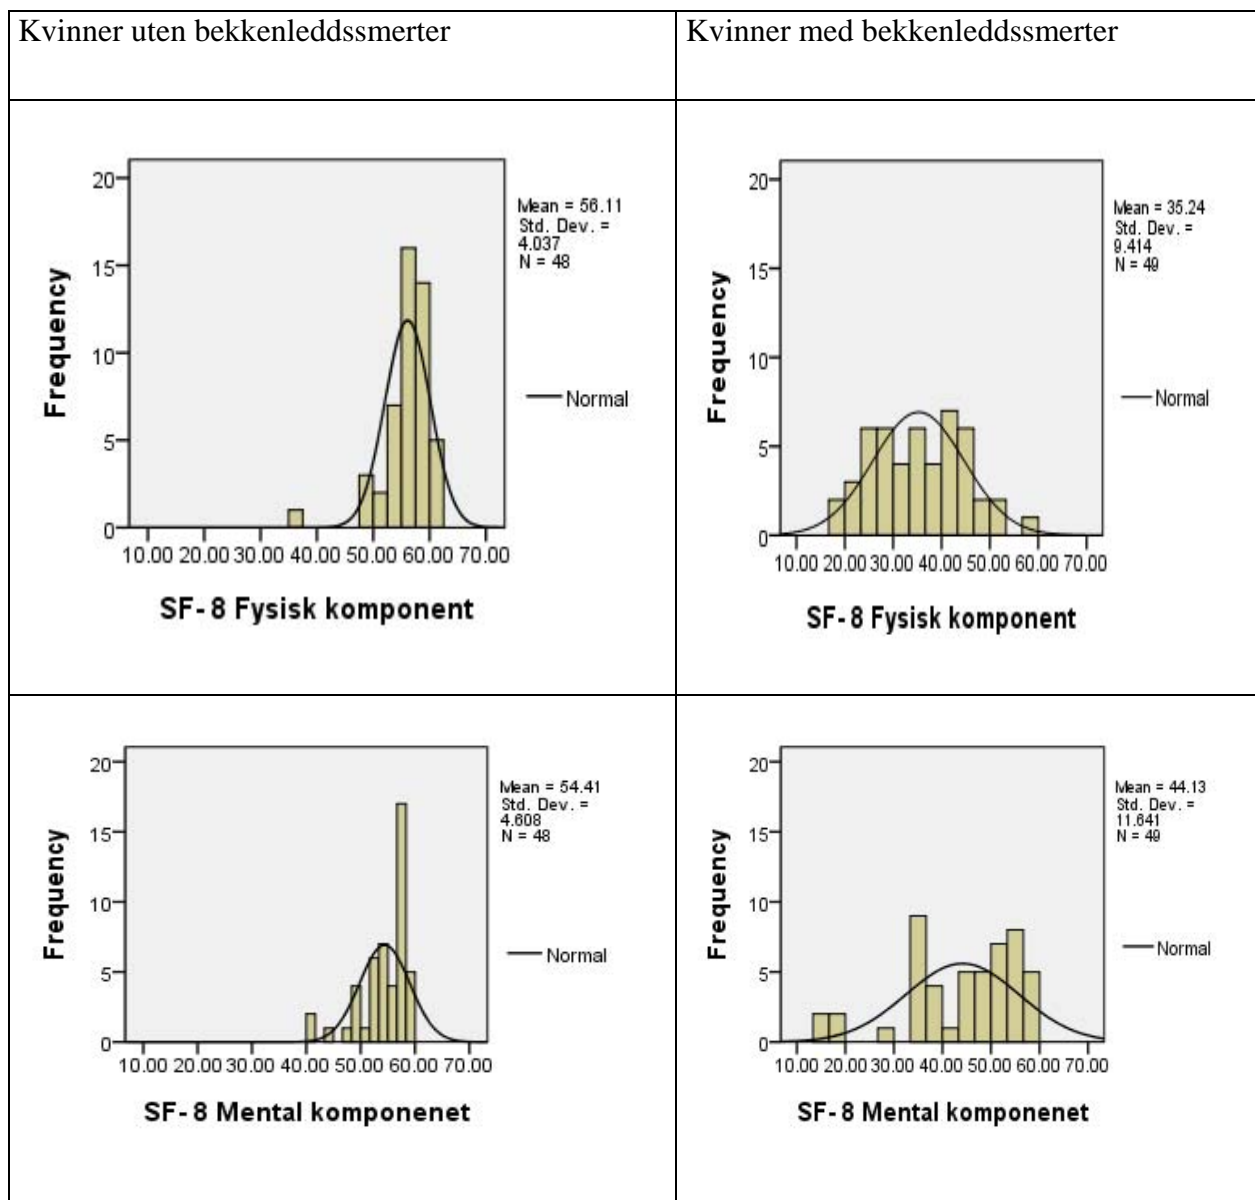 Kvinner uten bekkenleddssmerter
Kvinner med bekkenleddssmerter
20
15
10
5
0
Frequency
10.00 20.00 30.00 40.00 50.00 60.00 70.00
SF- 8 Fysisk komponent
Mean = 56.11
Std. Dev. =
4.037
N = 48
Normal
20
15
10
5
0
Frequency
10.00 20.00 30.00 40.00 50.00 60.00 70.00
SF- 8 Fysisk komponent
Mean = 35.24
Std. Dev. =
9.414
N = 49
Normal
20
15
10
5
0
Frequency
10.00 20.00 30.00 40.00 50.00 60.00 70.00
SF- 8 Mental komponenet
Mean = 54.41
Std. Dev. =
4.608
N = 48
Normal
20
15
10
5
0
Frequency
10.00 20.00 30.00 40.00 50.00 60.00 70.00
SF- 8 Mental komponenet
Mean = 44.13
Std. Dev. =
11.641
N = 49
Normal